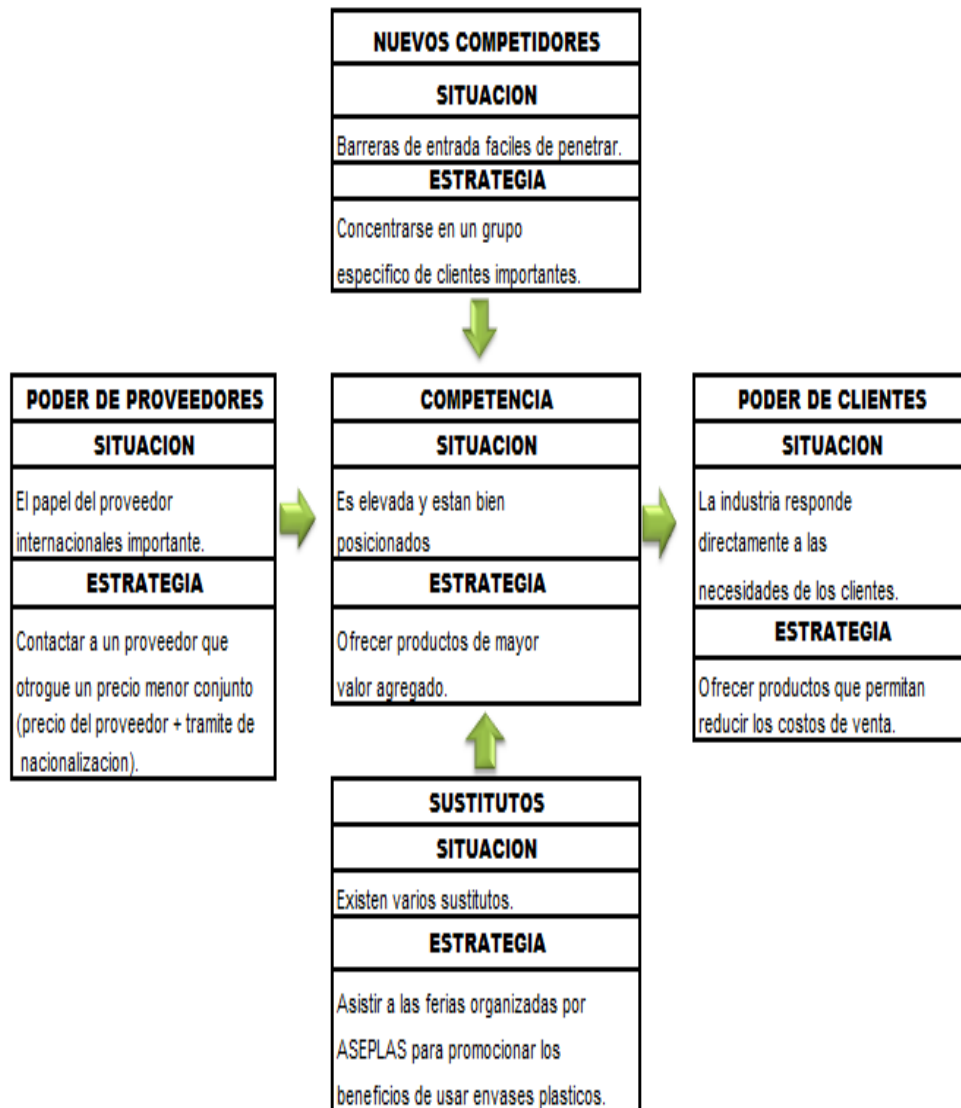 NUEVOS COMPETIDORES
SITUACION
Barreras de entrada faciles de penetrar.
ESTRATEGIA
Concentrarse en un grupo
especifico de clientes importantes.
PODER DE PROVEEDORES
SITUACION
El papel del proveedor
internacionales importante.
ESTRATEGIA
Contactar a un proveedor que
otrogue un precio menor conjunto
(precio del proveedor + tramite de
nacionalizacion).
COMPETENCIA
SITUACION
Es elevada y estan bien
posicionados
ESTRATEGIA
Ofrecer productos de mayor
valor agregado.
PODER DE CLIENTES
SITUACION
La industria responde
directamente a las
necesidades de los clientes.
ESTRATEGIA
Ofrecer productos que permitan
reducir los costos de venta.
SUSTITUTOS
SITUACION
Existen varios sustitutos.
ESTRATEGIA
Asistir a las ferias organizadas por
ASEPLAS para promocionar los
beneficios de usar envases plasticos.